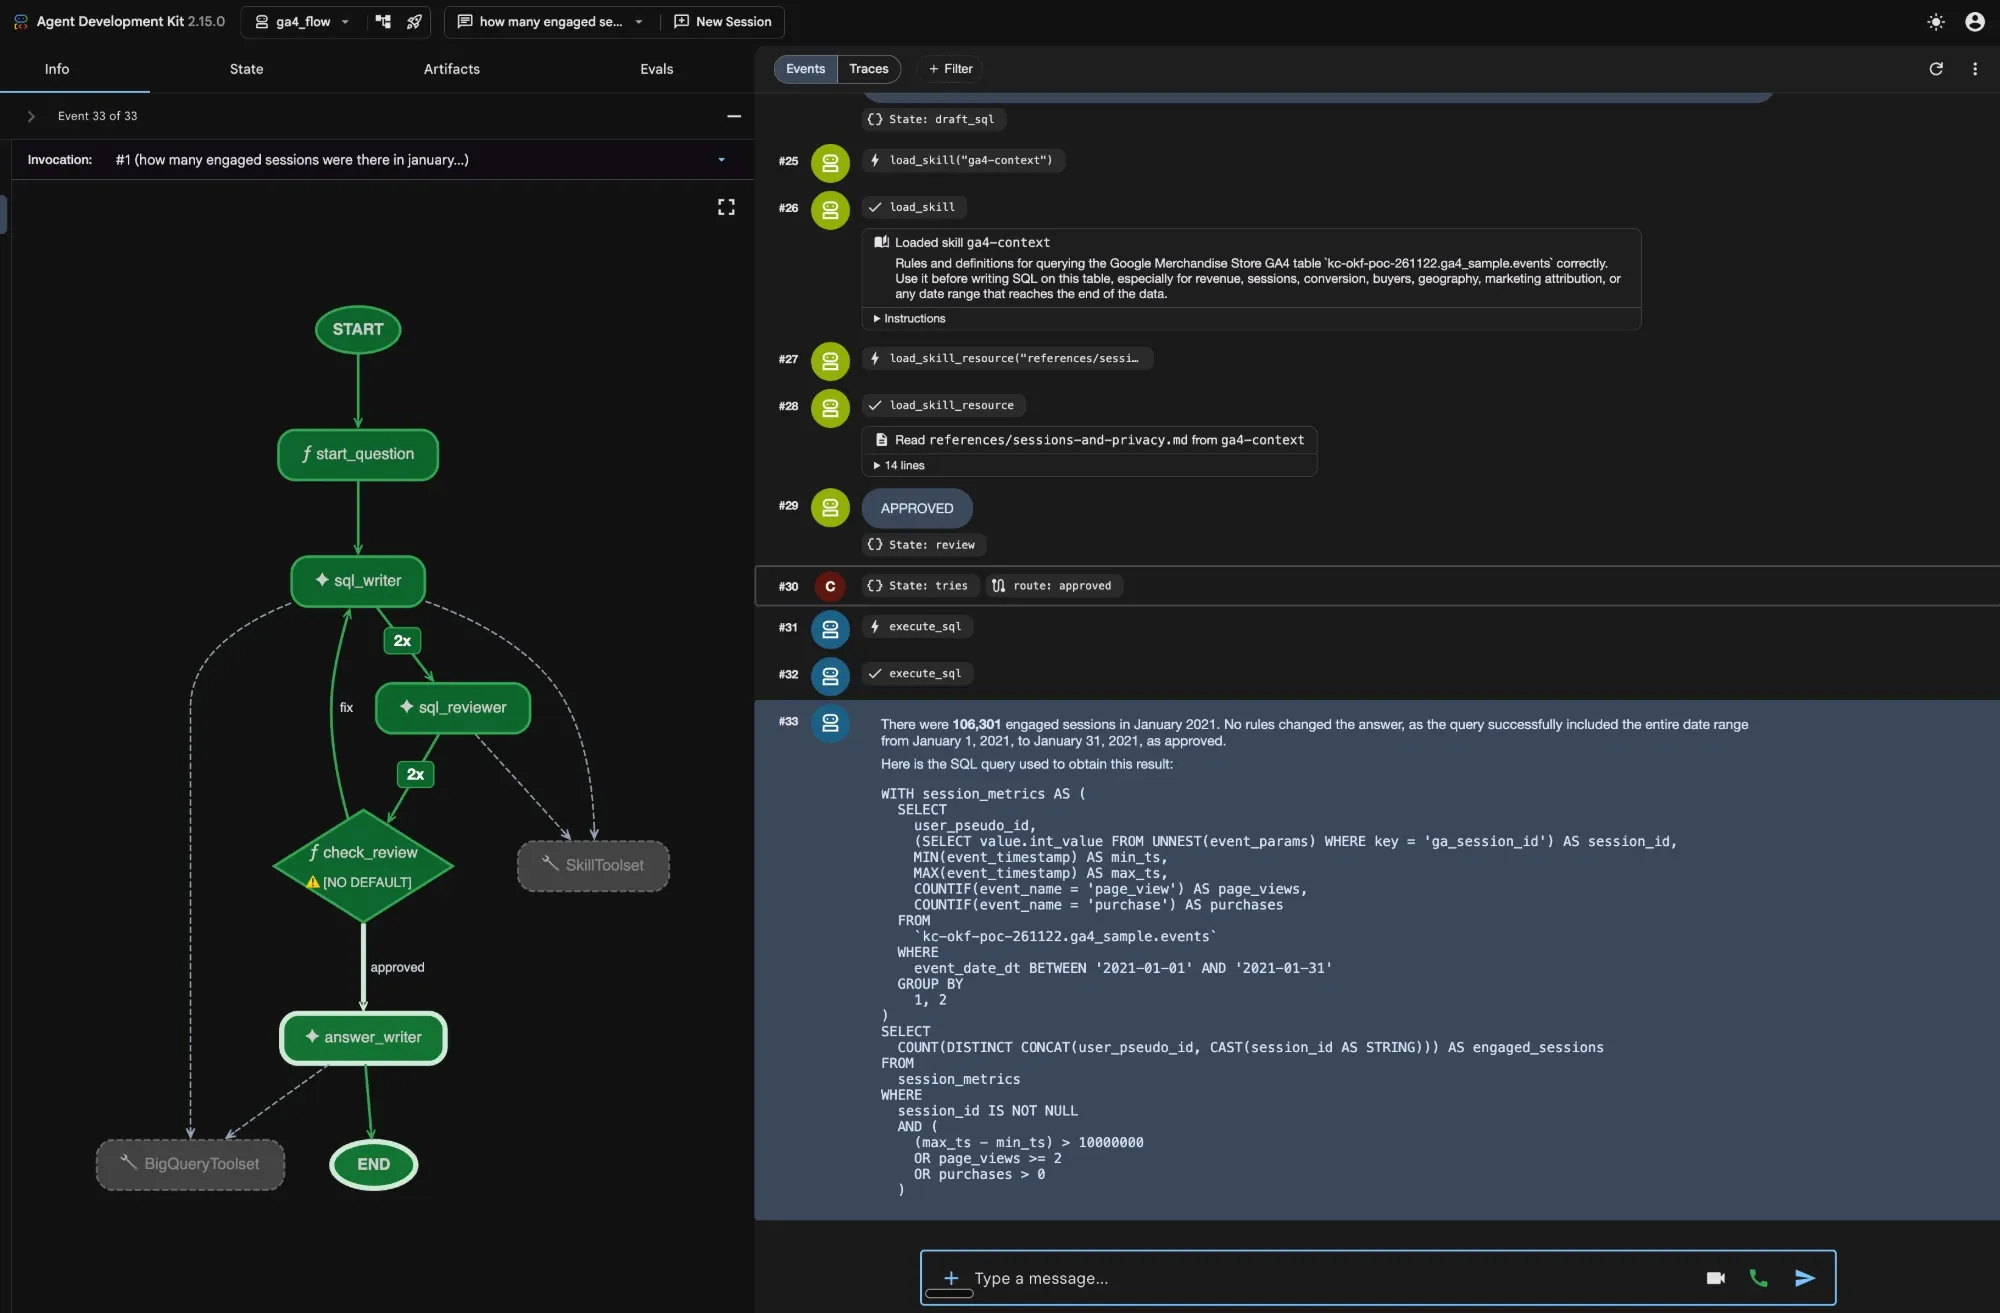 Agent Development Kit 2.15.0
ga4_flow
how many engaged se...
New Session
Info
State
Artifacts
Evals
Event 33 of 33
Invocation: #1 (how many engaged sessions were there in january...)
START
f start_question
sql_writer
2x
fix
sql_reviewer
2x
f check_review
[NO DEFAULT]
SkillToolset
approved
answer_writer
BigQueryToolset
END
Events
Traces
+ Filter
{} State: draft_sql
#25
load_skill("ga4-context")
#26
load_skill
Loaded skill ga4-context
Rules and definitions for querying the Google Merchandise Store GA4 table `kc-okf-poc-261122.ga4_sample.events` correctly.
Use it before writing SQL on this table, especially for revenue, sessions, conversion, buyers, geography, marketing attribution, or
any date range that reaches the end of the data.
Instructions
#27
load_skill_resource("references/sessi…
#28
load_skill_resource
Read references/sessions-and-privacy.md from ga4-context
14 lines
#29
APPROVED
{} State: review
#30
C
{} State: tries
route: approved
#31
execute_sql
#32
execute_sql
#33
There were 106,301 engaged sessions in January 2021. No rules changed the answer, as the query successfully included the entire date range
from January 1, 2021, to January 31, 2021, as approved.
Here is the SQL query used to obtain this result:
WITH session_metrics AS (
SELECT
user_pseudo_id,
(SELECT value.int_value FROM UNNEST(event_params) WHERE key = 'ga_session_id') AS session_id,
MIN(event_timestamp) AS min_ts,
MAX(event_timestamp) AS max_ts,
COUNTIF(event_name = 'page_view') AS page_views,
COUNTIF(event_name = 'purchase') AS purchases
FROM
`kc-okf-poc-261122.ga4_sample.events`
WHERE
event_date_dt BETWEEN '2021-01-01' AND '2021-01-31'
GROUP BY
1, 2
)
SELECT
COUNT(DISTINCT CONCAT(user_pseudo_id, CAST(session_id AS STRING))) AS engaged_sessions
FROM
session_metrics
WHERE
session_id IS NOT NULL
AND (
(max_ts - min_ts) > 10000000
OR page_views >= 2
OR purchases > 0
)
Type a message...